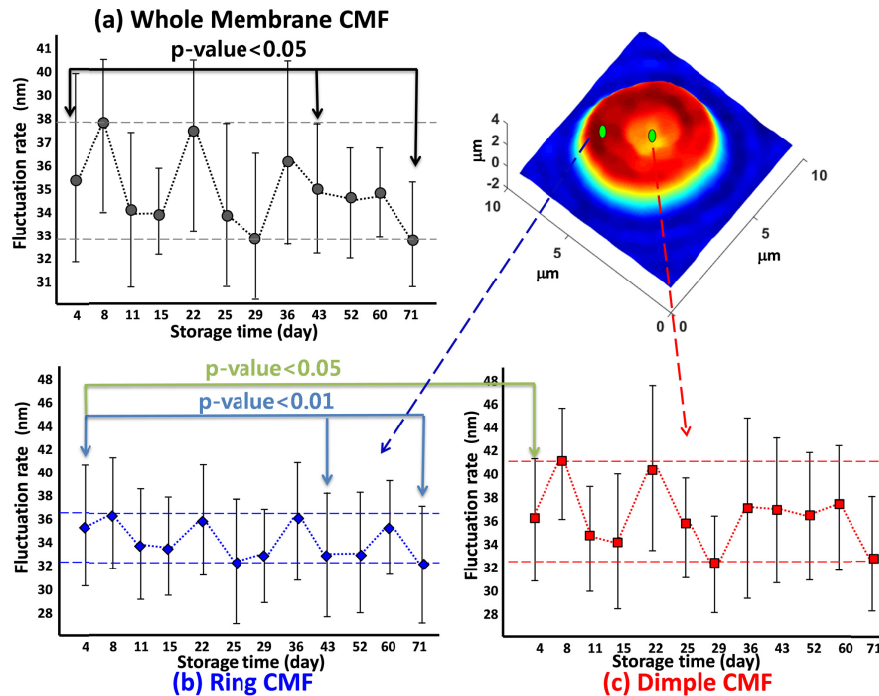 (a) Whole Membrane CMF
p-value<0.05
Fluctuation rate (nm)
41
40
39
38
37
36
35
34
33
32
31
4 8 11 15 22 25 29 36 43 52 60 71
Storage time (day)
4
2
0
-2
μm
10
5
μm
0
10
5
μm
0
p-value<0.05
p-value<0.01
Fluctuation rate (nm)
48
46
44
42
40
38
36
34
32
30
28
4 8 11 15 22 25 29 36 43 52 60 71
Storage time (day)
(b) Ring CMF
Fluctuation rate (nm)
48
46
44
42
40
38
36
34
32
30
28
4 8 11 15 22 25 29 36 43 52 60 71
Storage time (day)
(c) Dimple CMF